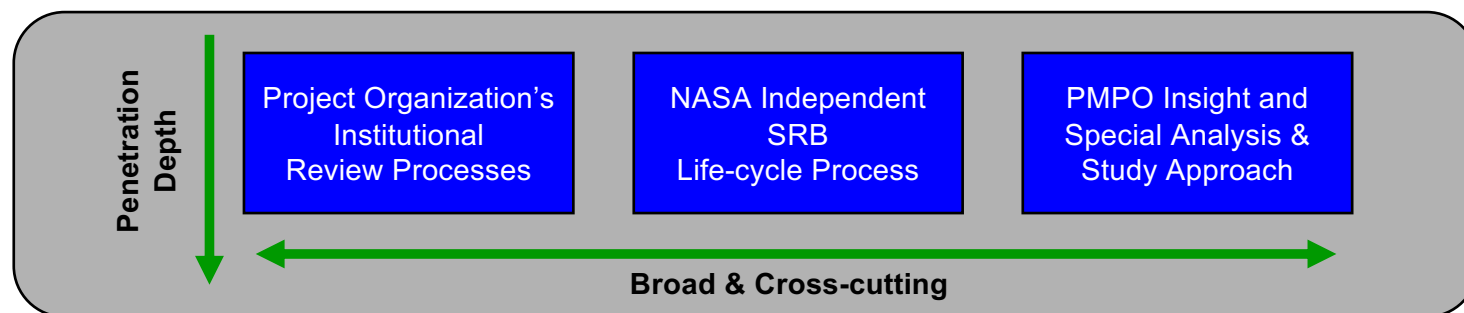 Penetration
Depth
Project Organization’s
Institutional
Review Processes
NASA Independent
SRB
Life-cycle Process
PMPO Insight and
Special Analysis &
Study Approach
Broad & Cross-cutting